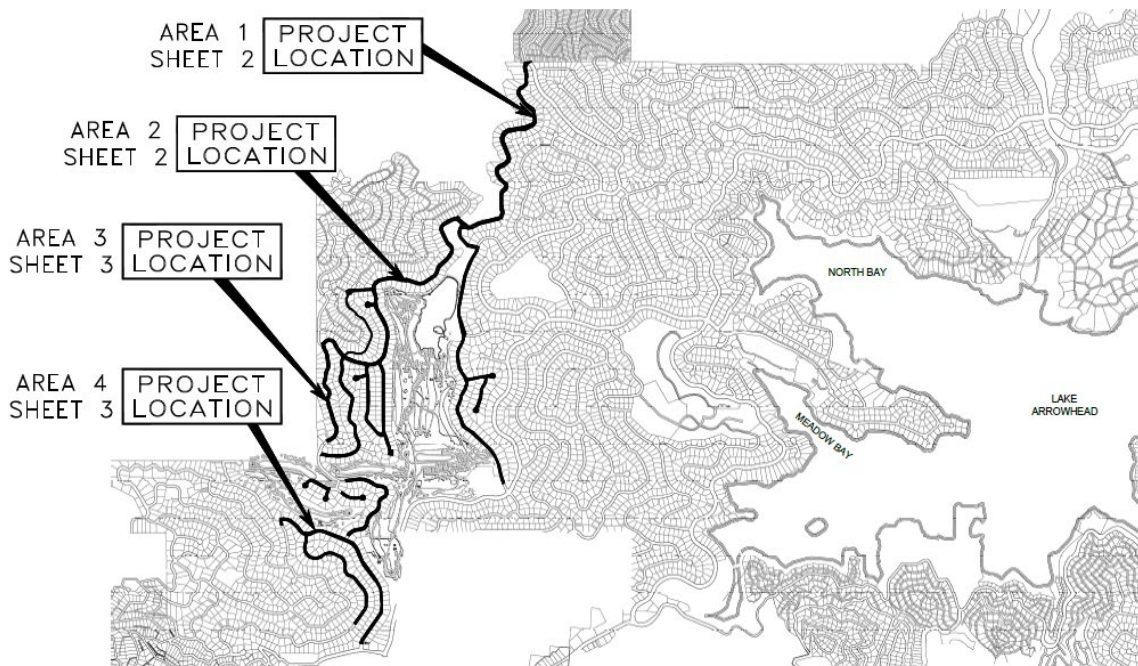 AREA 1
SHEET 2
PROJECT
LOCATION
AREA 2
SHEET 2
PROJECT
LOCATION
AREA 3
SHEET 3
PROJECT
LOCATION
AREA 4
SHEET 3
PROJECT
LOCATION
NORTH BAY
MEADOW BAY
LAKE
ARROWHEAD